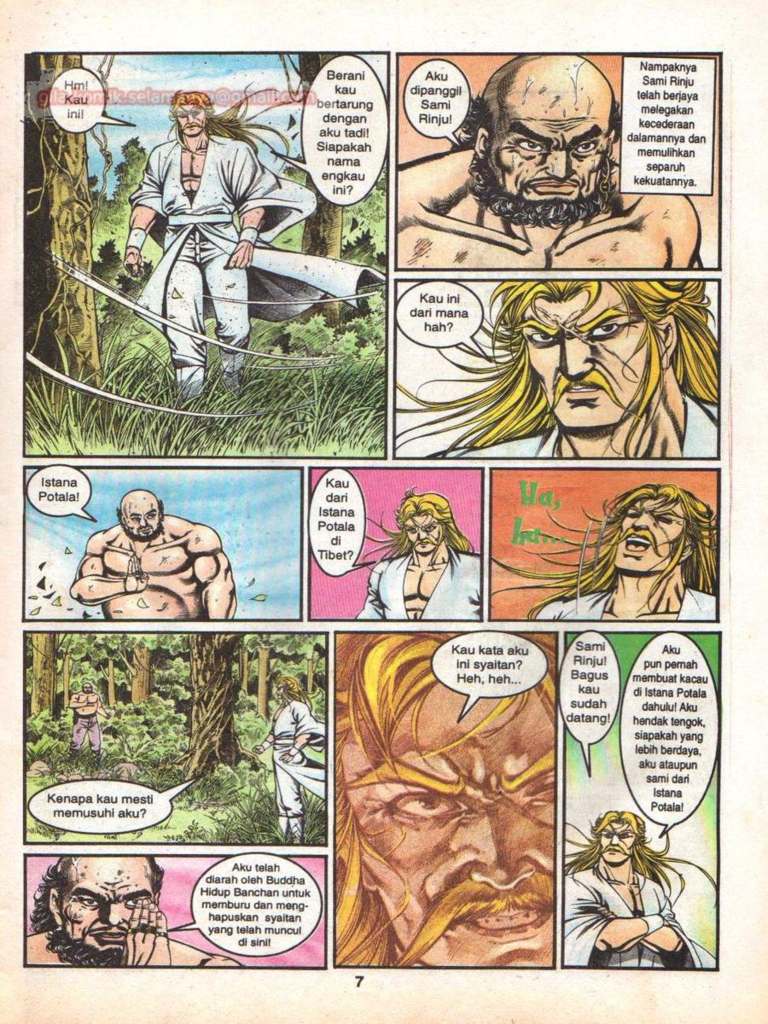 Hm!
Kau
ini!
Berani
kau
bertarung
dengan
aku tadi!
Siapakah
nama
engkau
ini?
Aku
dipanggil
Sami
Rinju!
Nampaknya
Sami Rinju
telah berjaya
melegakan
kecederaan
dalamannya dan
memulihkan
separuh
kekuatannya.
Kau ini
dari mana
hah?
Istana
Potala!
Kau
dari
Istana
Potala
di
Tibet?
Ha,
ha...
Kenapa kau mesti
memusuhi aku?
Aku telah
diarah oleh Buddha
Hidup Banchan untuk
memburu dan meng-
hapuskan syaitan
yang telah muncul
di sini!
Kau kata aku
ini syaitan?
Heh, heh...
Sami
Rinju!
Bagus
kau
sudah
datang!
Aku
pun pernah
membuat kacau
di Istana Potala
dahulu! Aku
hendak tengok,
siapakah yang
lebih berdaya,
aku ataupun
sami dari
Istana
Potala!
7